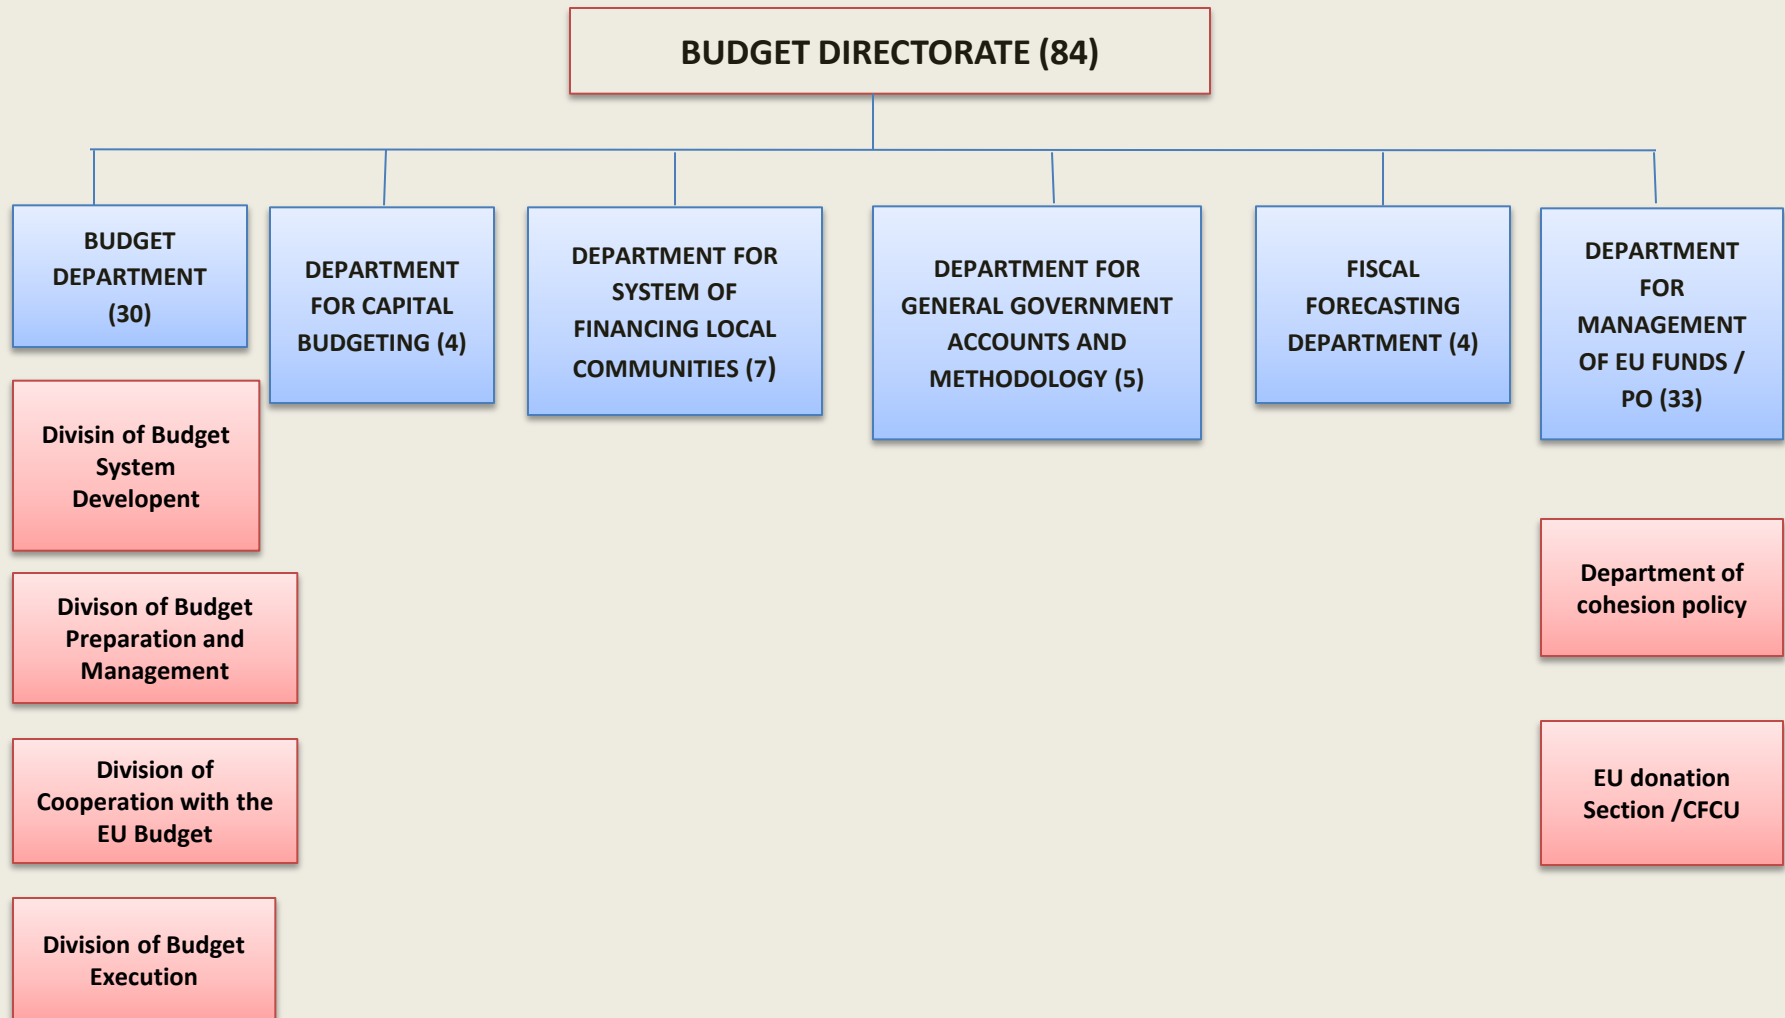 BUDGET DIRECTORATE (84)
BUDGET
DEPARTMENT
(30)
DEPARTMENT
FOR CAPITAL
BUDGETING (4)
DEPARTMENT FOR
SYSTEM OF
FINANCING LOCAL
COMMUNITIES (7)
DEPARTMENT FOR
GENERAL GOVERNMENT
ACCOUNTS AND
METHODOLOGY (5)
FISCAL
FORECASTING
DEPARTMENT (4)
DEPARTMENT
FOR
MANAGEMENT
OF EU FUNDS /
PO (33)
Divisin of Budget
System
Developent
Divison of Budget
Preparation and
Management
Division of
Cooperation with the
EU Budget
Division of Budget
Execution
Department of
cohesion policy
EU donation
Section /CFCU